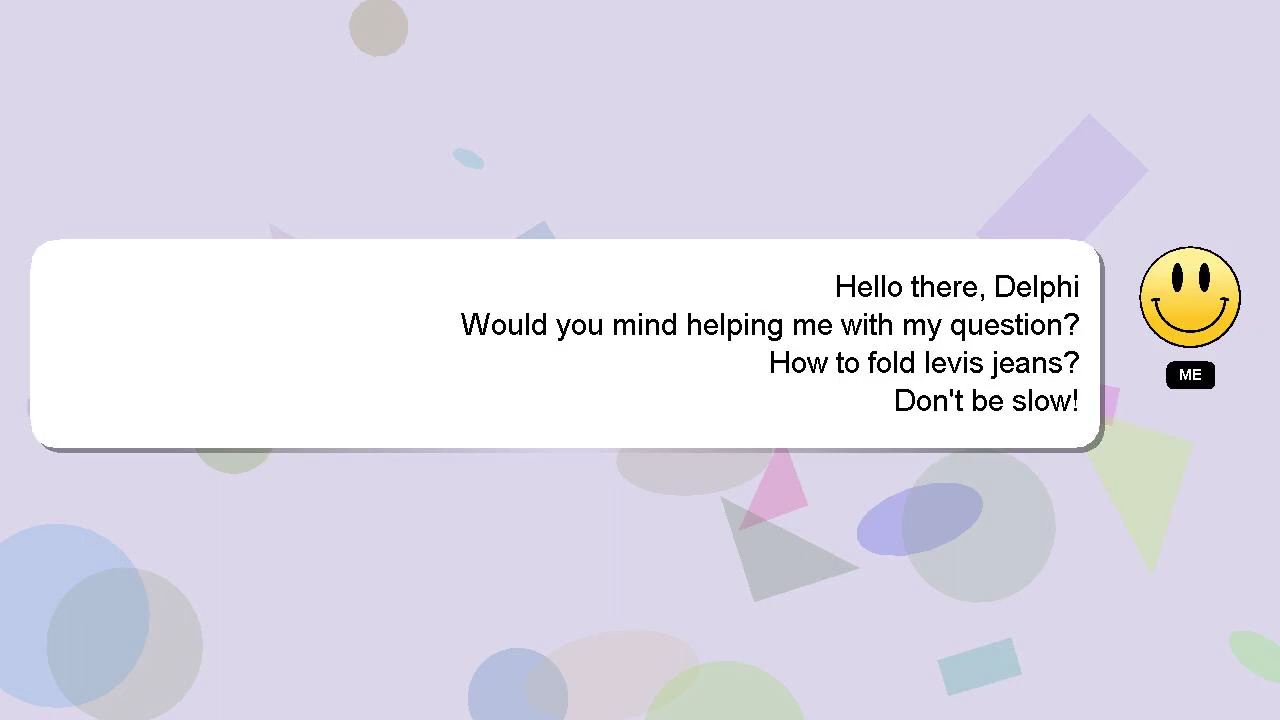 Hello there, Delphi
Would you mind helping me with my question?
How to fold levis jeans?
Don't be slow!
ME